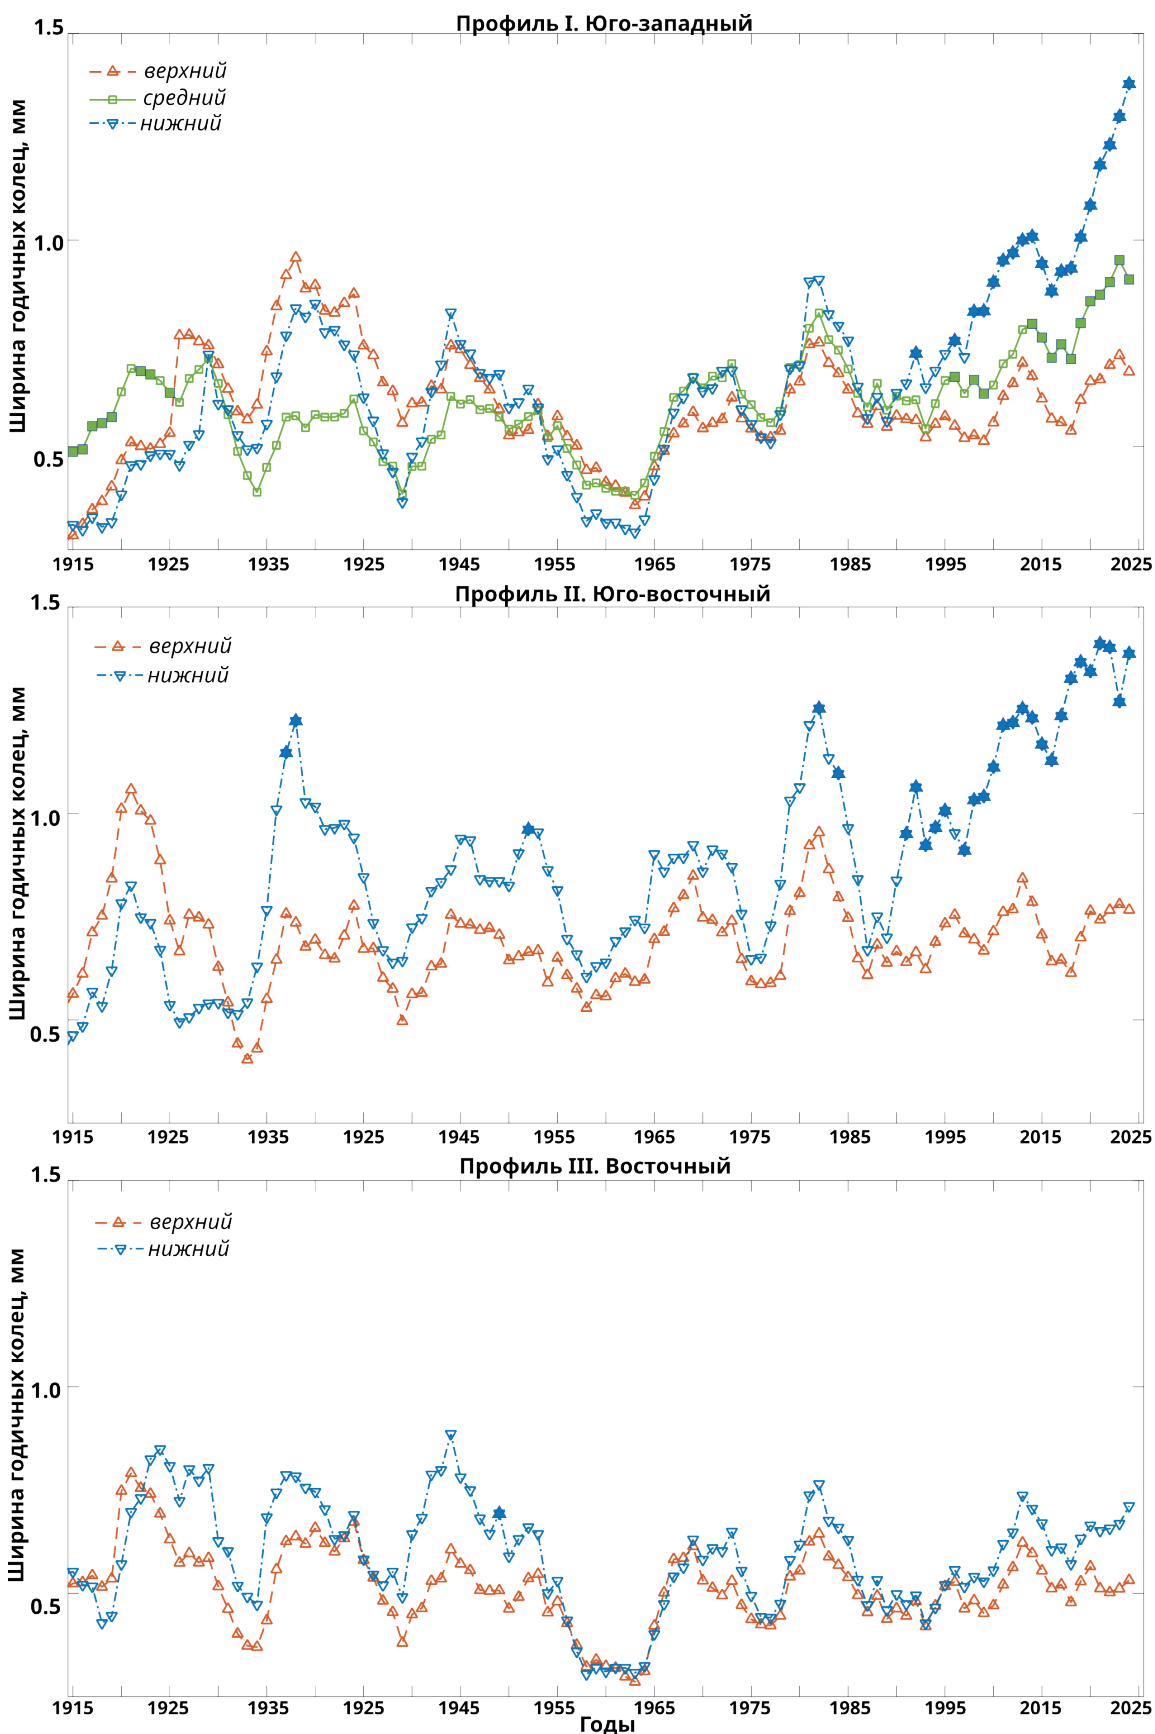 Профиль I. Юго-западный
1.5
верхний
средний
нижний
Ширина годичных колец, мм
1.0
0.5
1915 1925 1935 1945 1955 1965 1975 1985 1995 2015 2025
Профиль II. Юго-восточный
1.5
верхний
нижний
Ширина годичных колец, мм
1.0
0.5
1915 1925 1935 1945 1955 1965 1975 1985 1995 2015 2025
Профиль III. Восточный
1.5
верхний
нижний
Ширина годичных колец, мм
1.0
0.5
1915 1925 1935 1945 1955 1965 1975 1985 1995 2015 2025
Годы